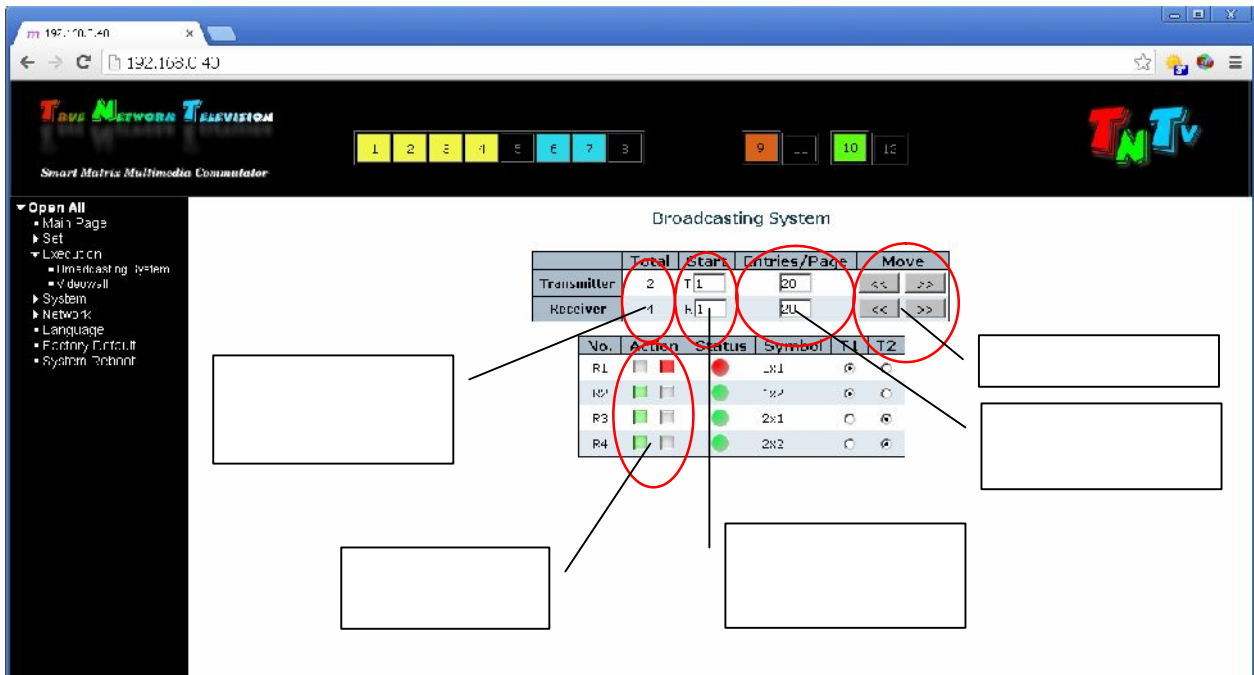 192.168.0.40
True Network Television
TNTv
1 2 3 4 5 6 7 8 9 10
Smart Matrix Multimedia Commutator
Open All
Main Page
Set
Execution
Broadcasting System
Videowall
System
Network
Language
Factory Default
System Reboot
Broadcasting System
Total Start Entries/Page Move
Transmitter 2 T 1 20 << >>
Receiver 4 R 1 20 << >>
No. Action Status Symbol T1 T2
R1 1x1
R2 1x2
R3 2x1
R4 2x2